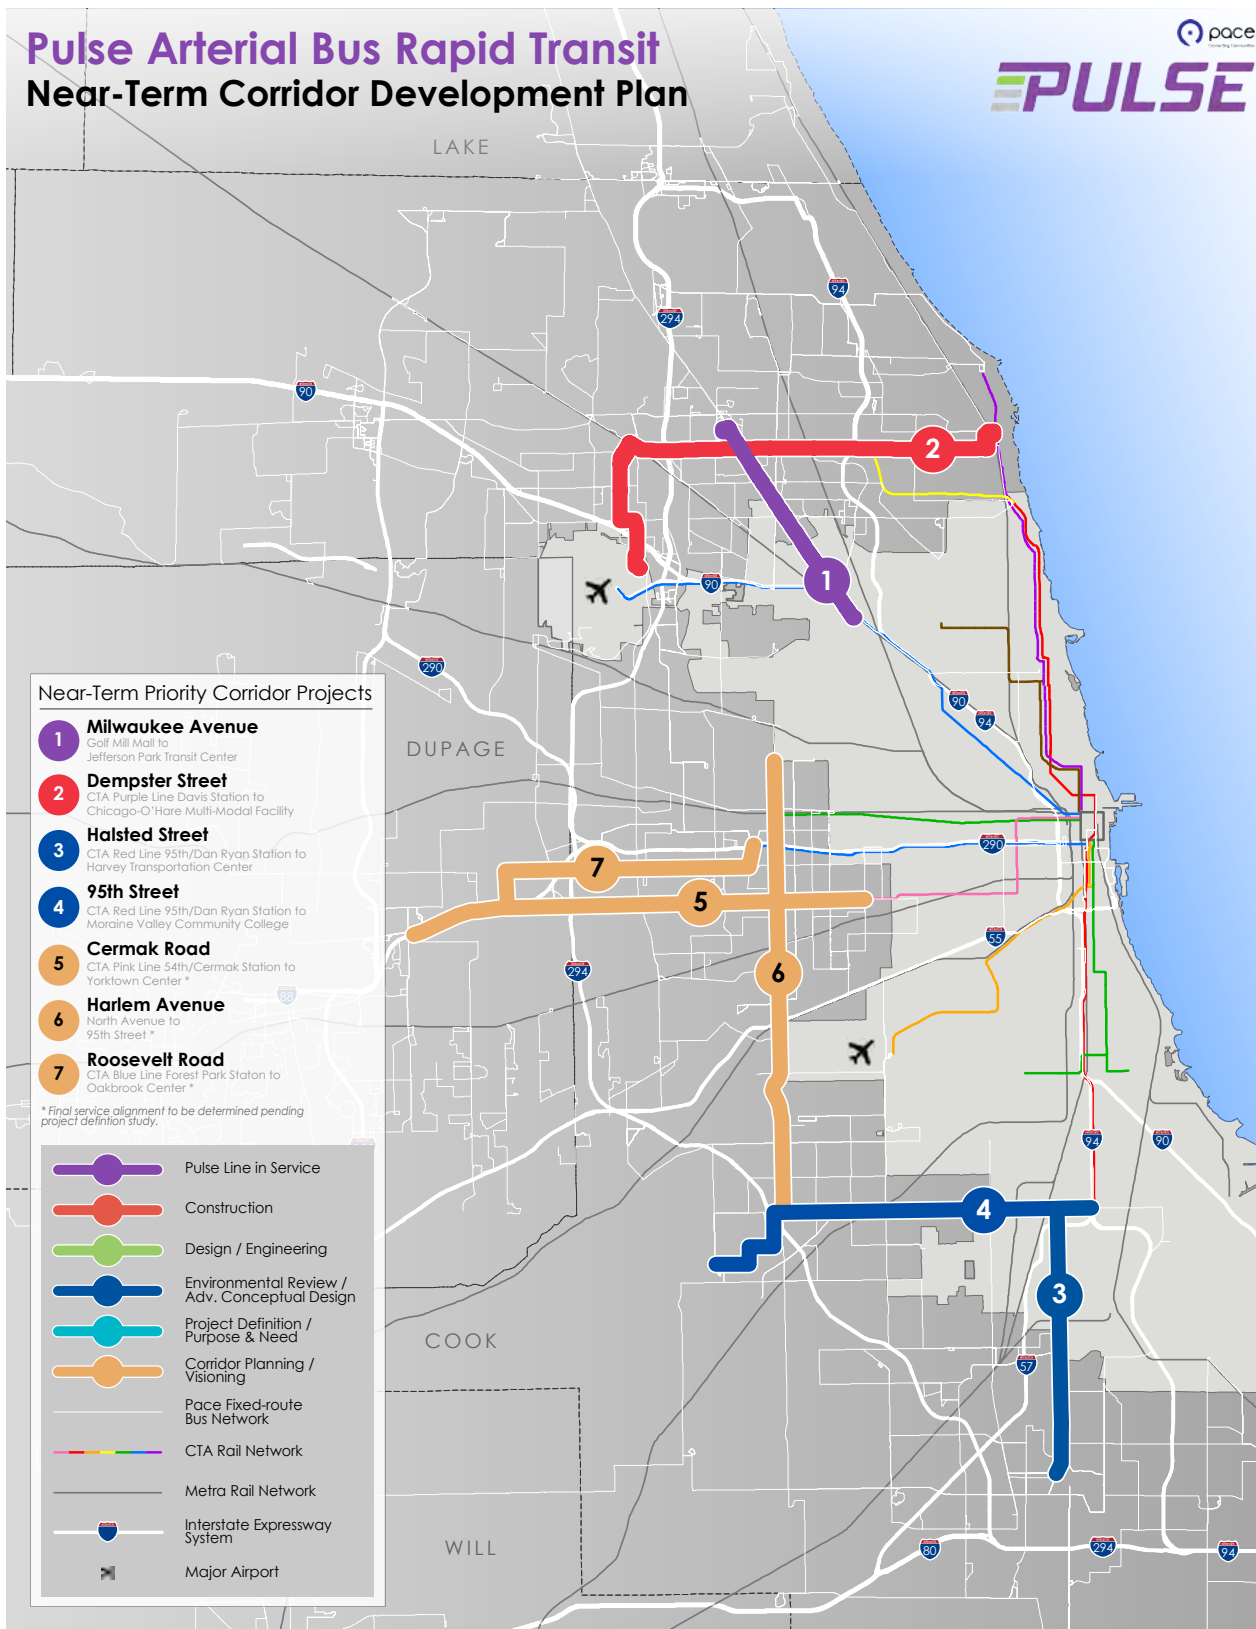 Pulse Arterial Bus Rapid Transit
Near-Term Corridor Development Plan
pace
PULSE
LAKE
94
294
90
2
1
90
290
90
94
DUPAGE
Near-Term Priority Corridor Projects
1 Milwaukee Avenue
Golf Mill Mall to
Jefferson Park Transit Center
2 Dempster Street
CTA Purple Line Davis Station to
Chicago-O'Hare Multi-Modal Facility
3 Halsted Street
CTA Red Line 95th/Dan Ryan Station to
Harvey Transportation Center
4 95th Street
CTA Red Line 95th/Dan Ryan Station to
Moraine Valley Community College
5 Cermak Road
CTA Pink Line 54th/Cermak Station to
Yorktown Center *
6 Harlem Avenue
North Avenue to
95th Street *
7 Roosevelt Road
CTA Blue Line Forest Park Staton to
Oakbrook Center *
* Final service alignment to be determined pending
project defintion study.
88
7
290
5
55
6
294
94
90
4
3
57
COOK
WILL
80
294
94
Pulse Line in Service
Construction
Design / Engineering
Environmental Review /
Adv. Conceptual Design
Project Definition /
Purpose & Need
Corridor Planning /
Visioning
Pace Fixed-route
Bus Network
CTA Rail Network
Metra Rail Network
Interstate Expressway
System
Major Airport